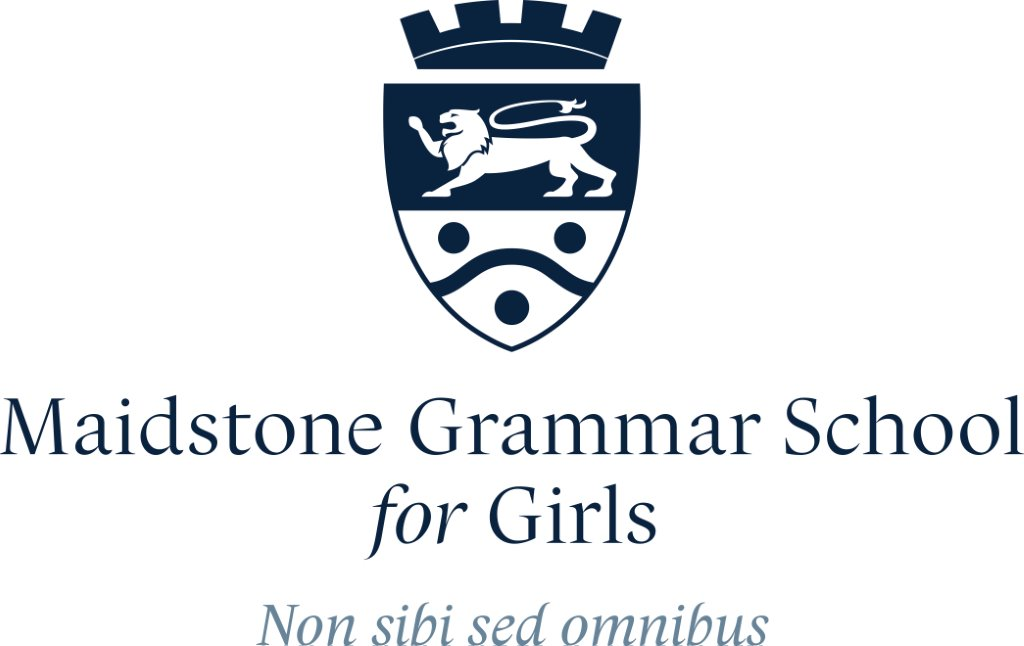 Maidstone Grammar School
for Girls
Non sibi sed omnibus